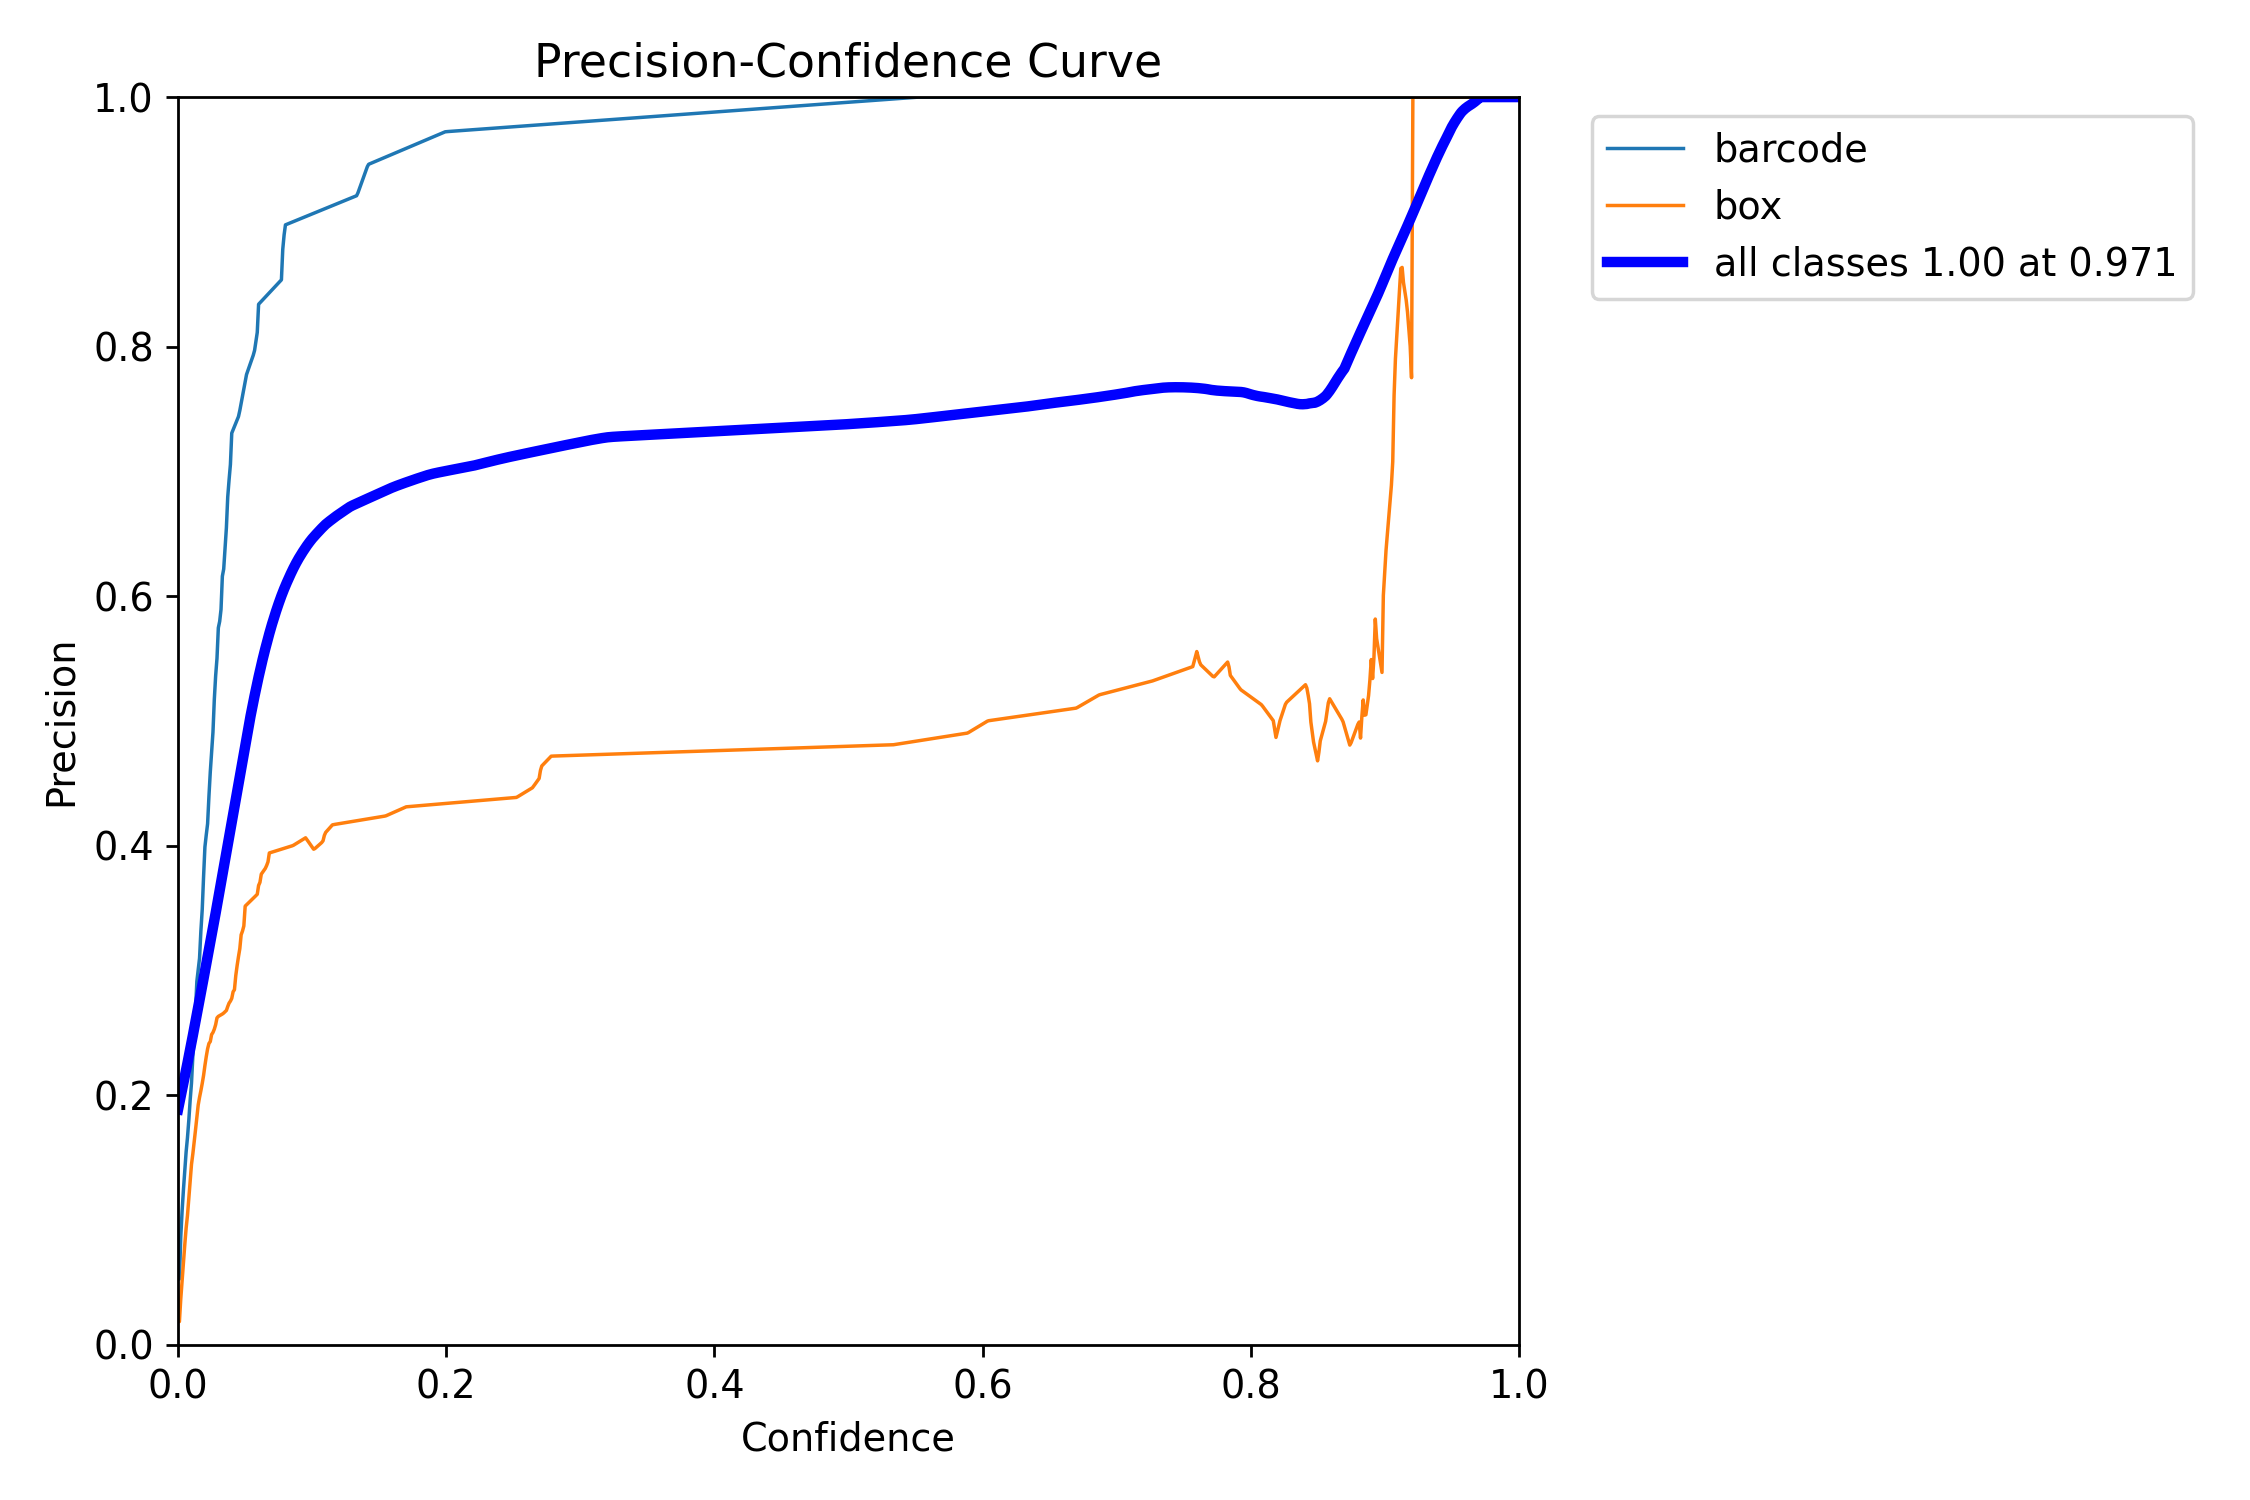 Precision-Confidence Curve
1.0
0.8
0.6
0.4
0.2
0.0
Precision
0.0 0.2 0.4 0.6 0.8 1.0
Confidence
barcode
box
all classes 1.00 at 0.971